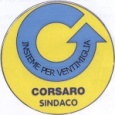 INSIEME PER VENTIMIGLIA
CORSARO
SINDACO